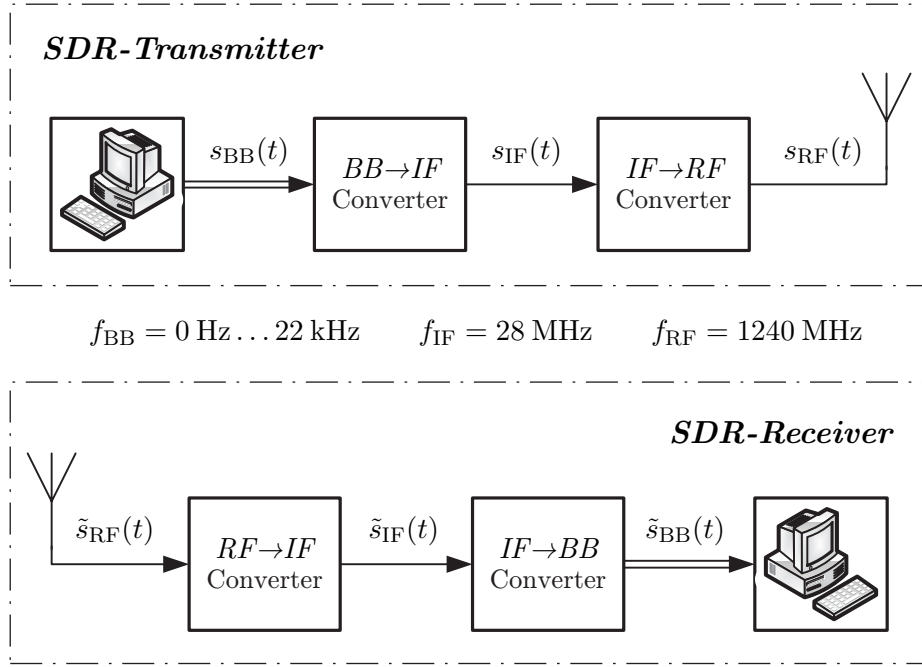 SDR-Transmitter
s_BB(t)
BB→IF
Converter
s_IF(t)
IF→RF
Converter
s_RF(t)
f_BB = 0 Hz … 22 kHz f_IF = 28 MHz f_RF = 1240 MHz
SDR-Receiver
s̃_RF(t)
RF→IF
Converter
s̃_IF(t)
IF→BB
Converter
s̃_BB(t)